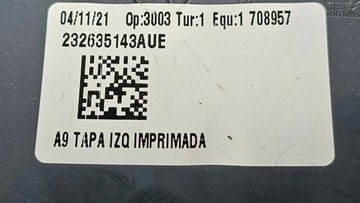 04/11/21 Op:3003 Tur:1 Equ:1 708957
232635143AUE
A9 TAPA IZQ IMPRIMADA